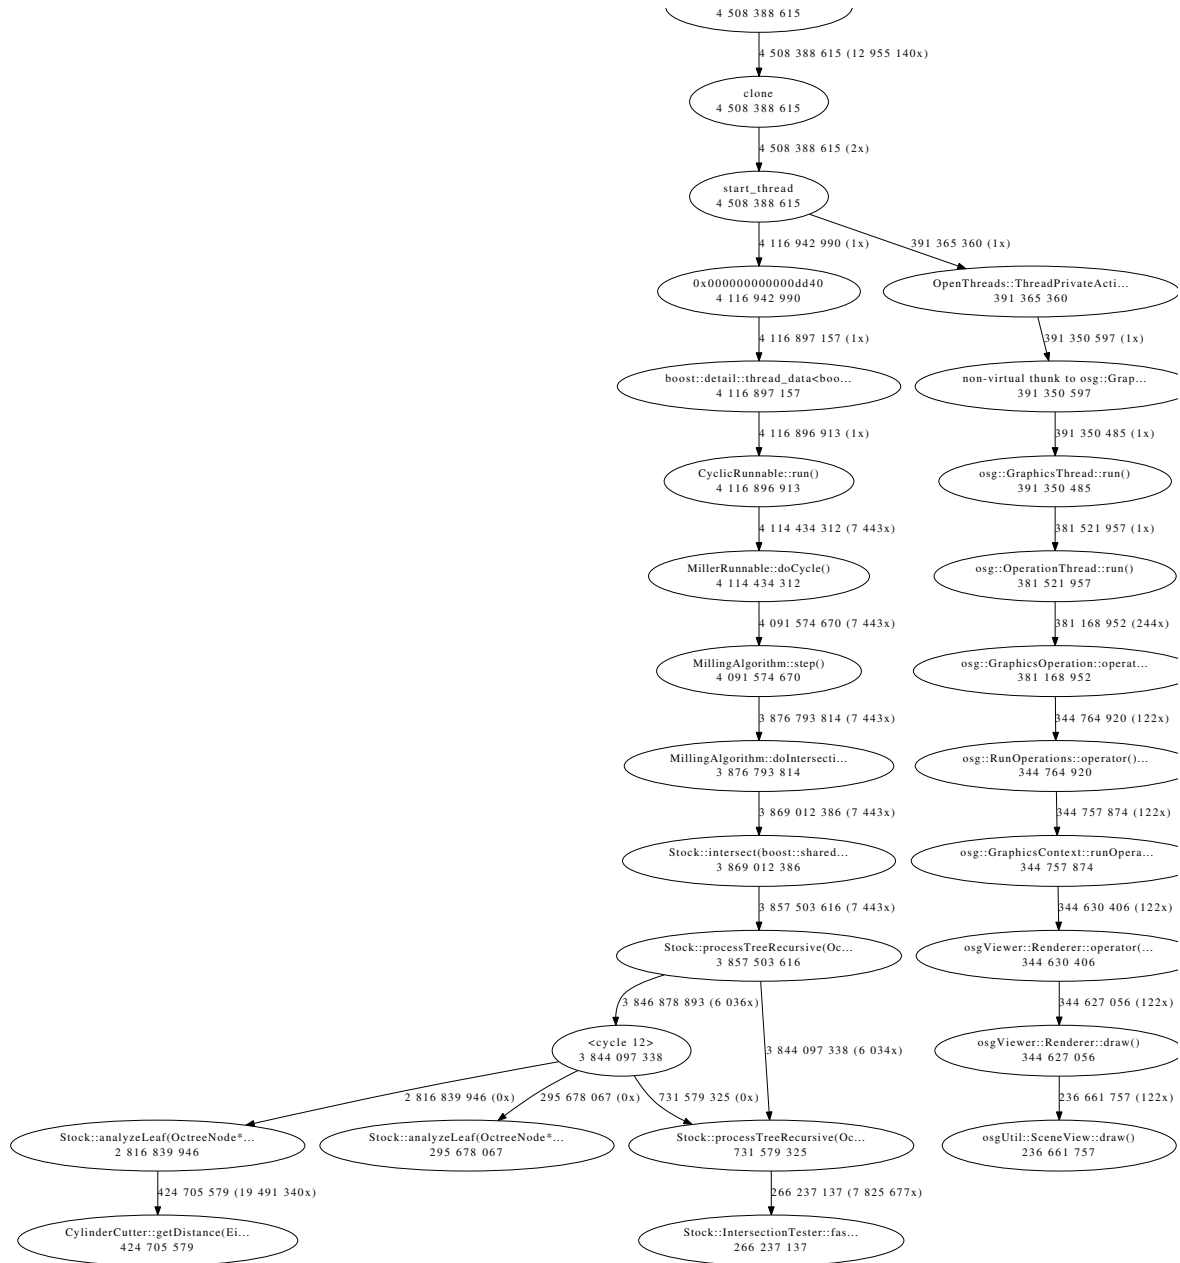 4 508 388 615
4 508 388 615 (12 955 140x)
clone
4 508 388 615
4 508 388 615 (2x)
start_thread
4 508 388 615
4 116 942 990 (1x)
391 365 360 (1x)
0x000000000000dd40
4 116 942 990
OpenThreads::ThreadPrivateActi...
391 365 360
4 116 897 157 (1x)
391 350 597 (1x)
boost::detail::thread_data<boo...
4 116 897 157
non-virtual thunk to osg::Grap...
391 350 597
4 116 896 913 (1x)
391 350 485 (1x)
CyclicRunnable::run()
4 116 896 913
osg::GraphicsThread::run()
391 350 485
4 114 434 312 (7 443x)
381 521 957 (1x)
MillerRunnable::doCycle()
4 114 434 312
osg::OperationThread::run()
381 521 957
4 091 574 670 (7 443x)
381 168 952 (244x)
MillingAlgorithm::step()
4 091 574 670
osg::GraphicsOperation::operat...
381 168 952
3 876 793 814 (7 443x)
344 764 920 (122x)
MillingAlgorithm::doIntersecti...
3 876 793 814
osg::RunOperations::operator()...
344 764 920
3 869 012 386 (7 443x)
344 757 874 (122x)
Stock::intersect(boost::shared...
3 869 012 386
osg::GraphicsContext::runOpera...
344 757 874
3 857 503 616 (7 443x)
344 630 406 (122x)
Stock::processTreeRecursive(Oc...
3 857 503 616
osgViewer::Renderer::operator(...
344 630 406
3 846 878 893 (6 036x)
3 844 097 338 (6 034x)
344 627 056 (122x)
<cycle 12>
3 844 097 338
osgViewer::Renderer::draw()
344 627 056
2 816 839 946 (0x)
295 678 067 (0x)
731 579 325 (0x)
236 661 757 (122x)
Stock::analyzeLeaf(OctreeNode*...
2 816 839 946
Stock::analyzeLeaf(OctreeNode*...
295 678 067
Stock::processTreeRecursive(Oc...
731 579 325
osgUtil::SceneView::draw()
236 661 757
424 705 579 (19 491 340x)
266 237 137 (7 825 677x)
CylinderCutter::getDistance(Ei...
424 705 579
Stock::IntersectionTester::fas...
266 237 137